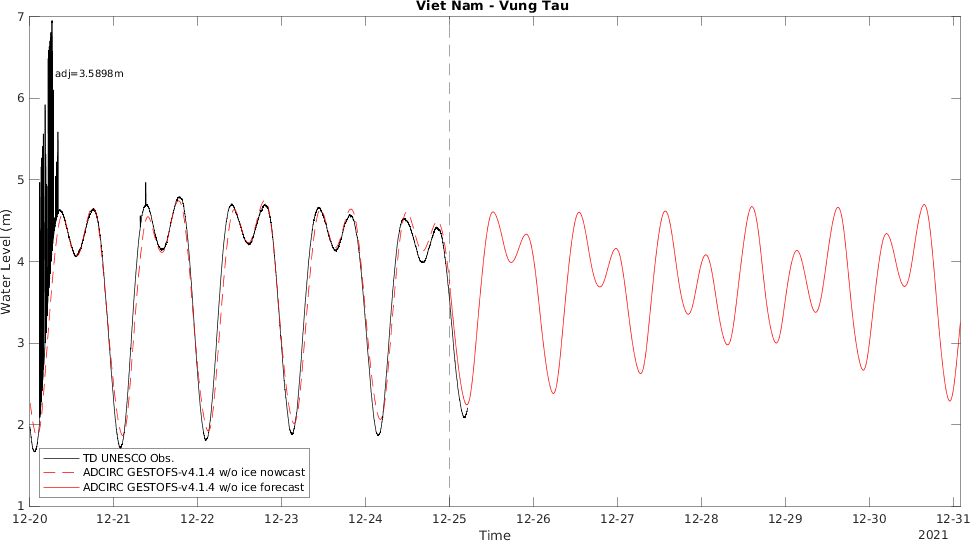 Viet Nam - Vung Tau
adj=3.5898m
Water Level (m)
7
6
5
4
3
2
1
TD UNESCO Obs.
ADCIRC GESTOFS-v4.1.4 w/o ice nowcast
ADCIRC GESTOFS-v4.1.4 w/o ice forecast
12-20 12-21 12-22 12-23 12-24 12-25 12-26 12-27 12-28 12-29 12-30 12-31
Time
2021